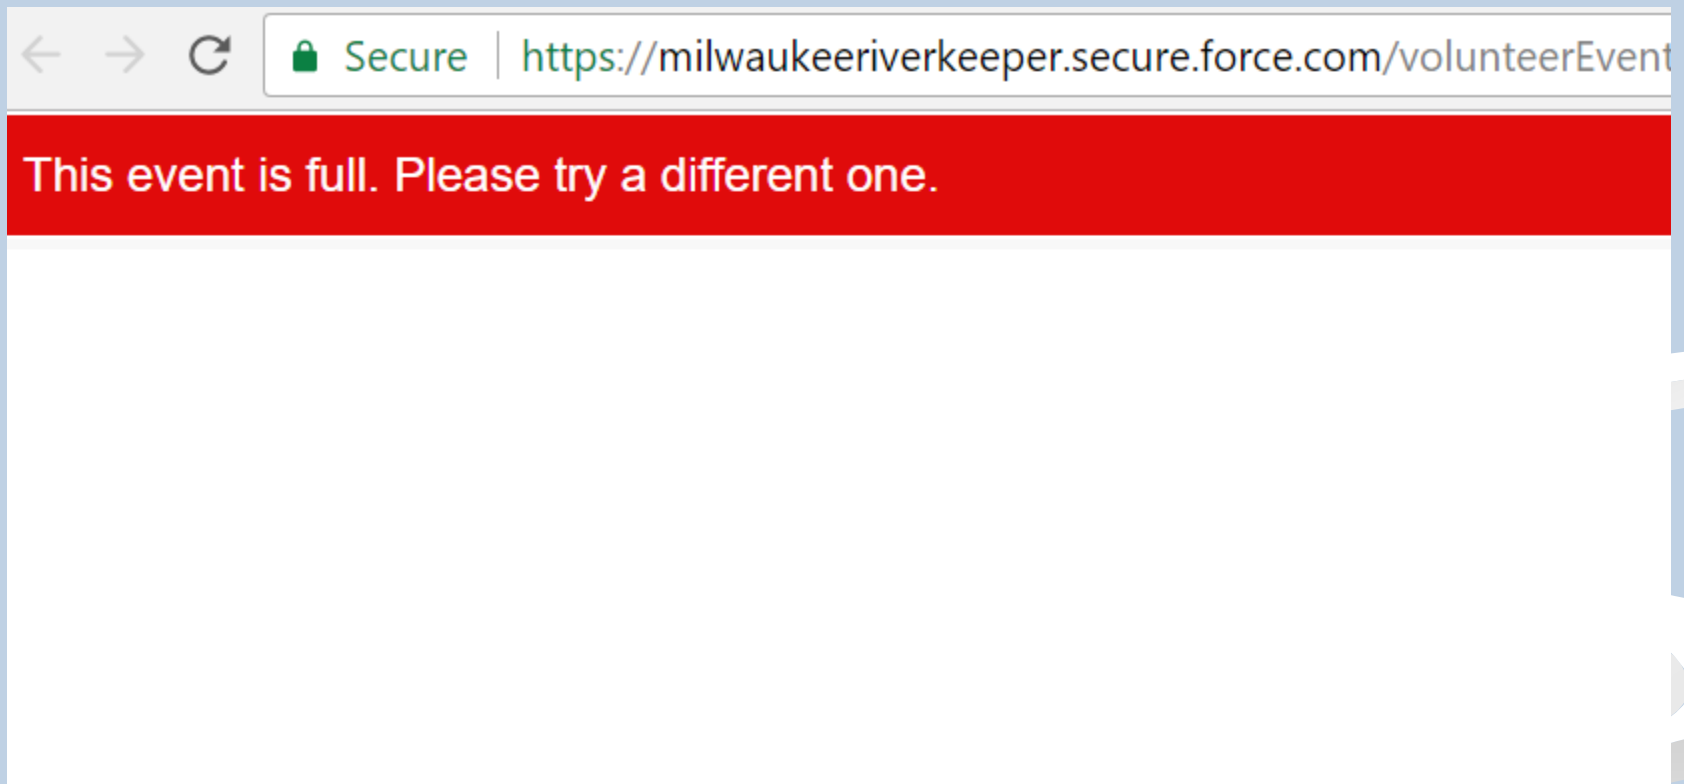 Secure https://milwaukeeriverkeeper.secure.force.com/volunteerEvent
This event is full. Please try a different one.